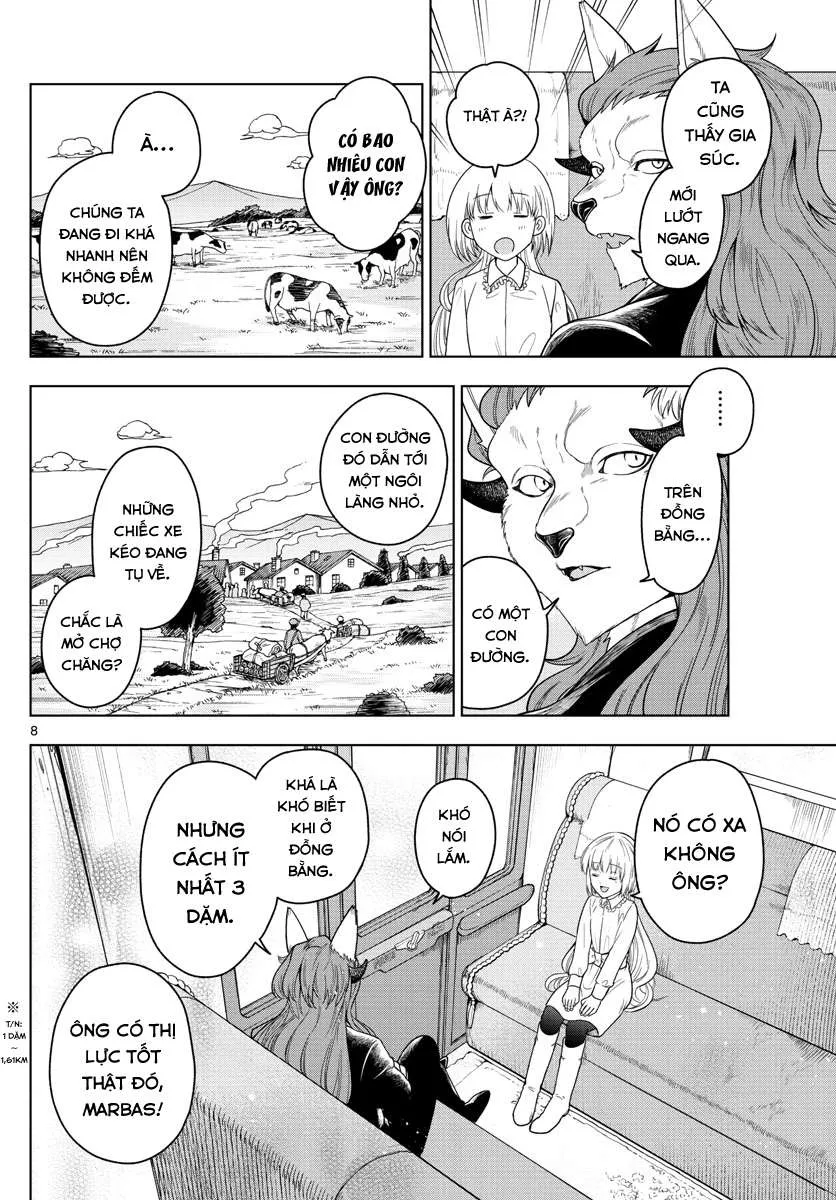 TA
CŨNG
THẤY GIA
SÚC.
MỚI
LƯỚT
NGANG
QUA.
THẬT À?!
CÓ BAO
NHIÊU CON
VẬY ÔNG?
À...
CHÚNG TA
ĐANG ĐI KHÁ
NHANH NÊN
KHÔNG ĐẾM
ĐƯỢC.
......
TRÊN
ĐỒNG
BẰNG...
CÓ MỘT
CON
ĐƯỜNG.
CON ĐƯỜNG
ĐÓ DẪN TỚI
MỘT NGÔI
LÀNG NHỎ.
NHỮNG
CHIẾC XE
KÉO ĐANG
TỤ VỀ.
CHẮC LÀ
MỞ CHỢ
CHĂNG?
8
NÓ CÓ XA
KHÔNG
ÔNG?
KHÓ
NÓI
LẮM.
KHÁ LÀ
KHÓ BIẾT
KHI Ở
ĐỒNG
BẰNG.
NHƯNG
CÁCH ÍT
NHẤT 3
DẶM.
ÔNG CÓ THỊ
LỰC TỐT
THẬT ĐÓ,
MARBAS!
※
T/N:
1 DẶM
~
1,61KM